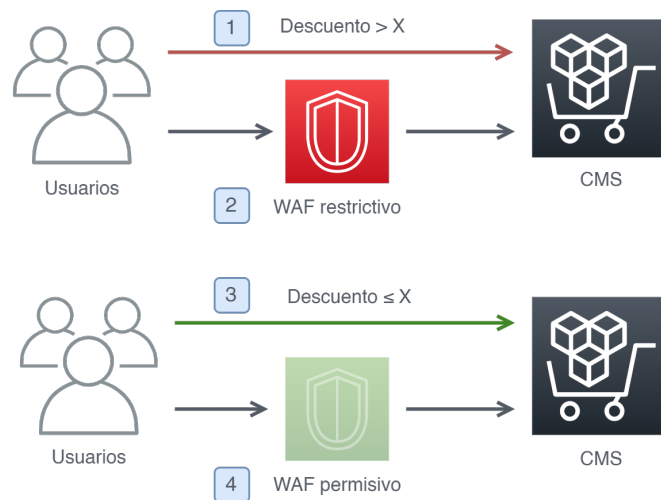 1
Descuento > X
Usuarios
CMS
2
WAF restrictivo
3
Descuento ≤ X
Usuarios
CMS
4
WAF permisivo